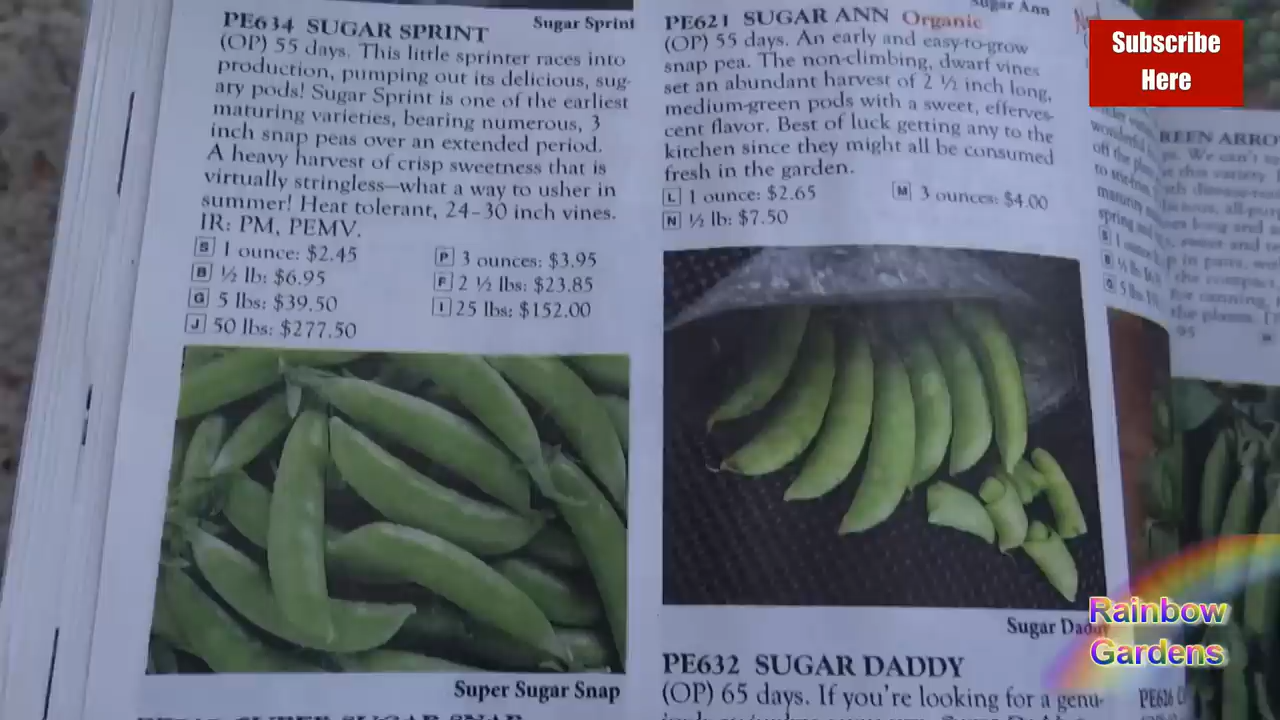 Sugar Sprint
PE634 SUGAR SPRINT
(OP) 55 days. This little sprinter races into
production, pumping out its delicious, sug-
ary pods! Sugar Sprint is one of the earliest
maturing varieties, bearing numerous, 3
inch snap peas over an extended period.
A heavy harvest of crisp sweetness that is
virtually stringless—what a way to usher in
summer! Heat tolerant, 24-30 inch vines.
IR: PM, PEMV.
S 1 ounce: $2.45 P 3 ounces: $3.95
B ½ lb: $6.95 F 2 ½ lbs: $23.85
G 5 lbs: $39.50 I 25 lbs: $152.00
J 50 lbs: $277.50
Super Sugar Snap
Sugar Ann
PE621 SUGAR ANN Organic
(OP) 55 days. An early and easy-to-grow
snap pea. The non-climbing, dwarf vines
set an abundant harvest of 2 ½ inch long,
medium-green pods with a sweet, efferves-
cent flavor. Best of luck getting any to the
kitchen since they might all be consumed
fresh in the garden.
L 1 ounce: $2.65 M 3 ounces: $4.00
N ½ lb: $7.50
Sugar Daddy
PE632 SUGAR DADDY
(OP) 65 days. If you're looking for a genu-
Subscribe
Here
Rainbow
Gardens